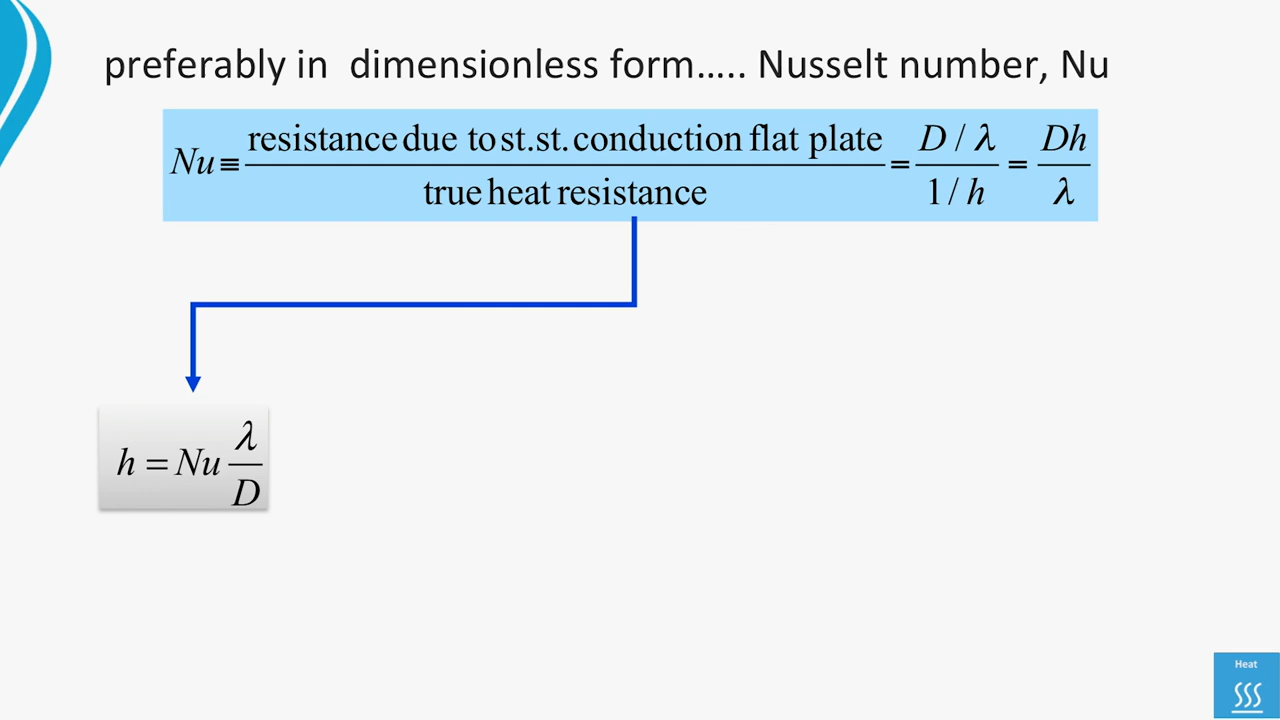 preferably in dimensionless form..... Nusselt number, Nu
Nu ≡ resistance due to st.st. conduction flat plate / true heat resistance = D / λ / 1 / h = Dh / λ
h = Nu λ / D
Heat